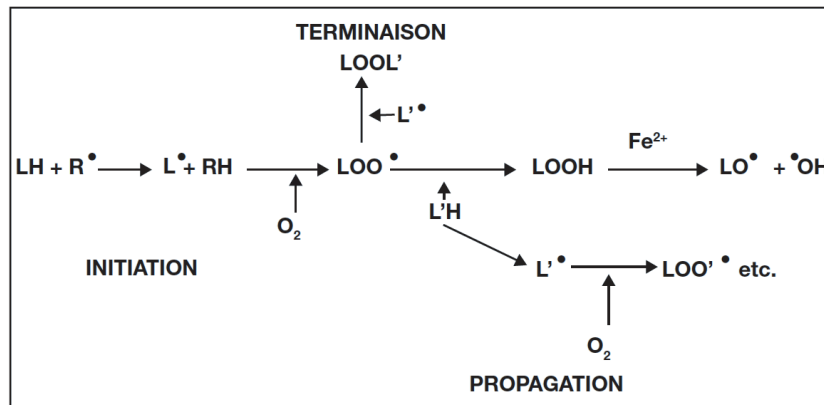 TERMINAISON
LOOL’
L’•
Fe²⁺
LH + R• L•+ RH LOO• LOOH LO• + •OH
L’H
O₂
INITIATION
L’• LOO’• etc.
O₂
PROPAGATION